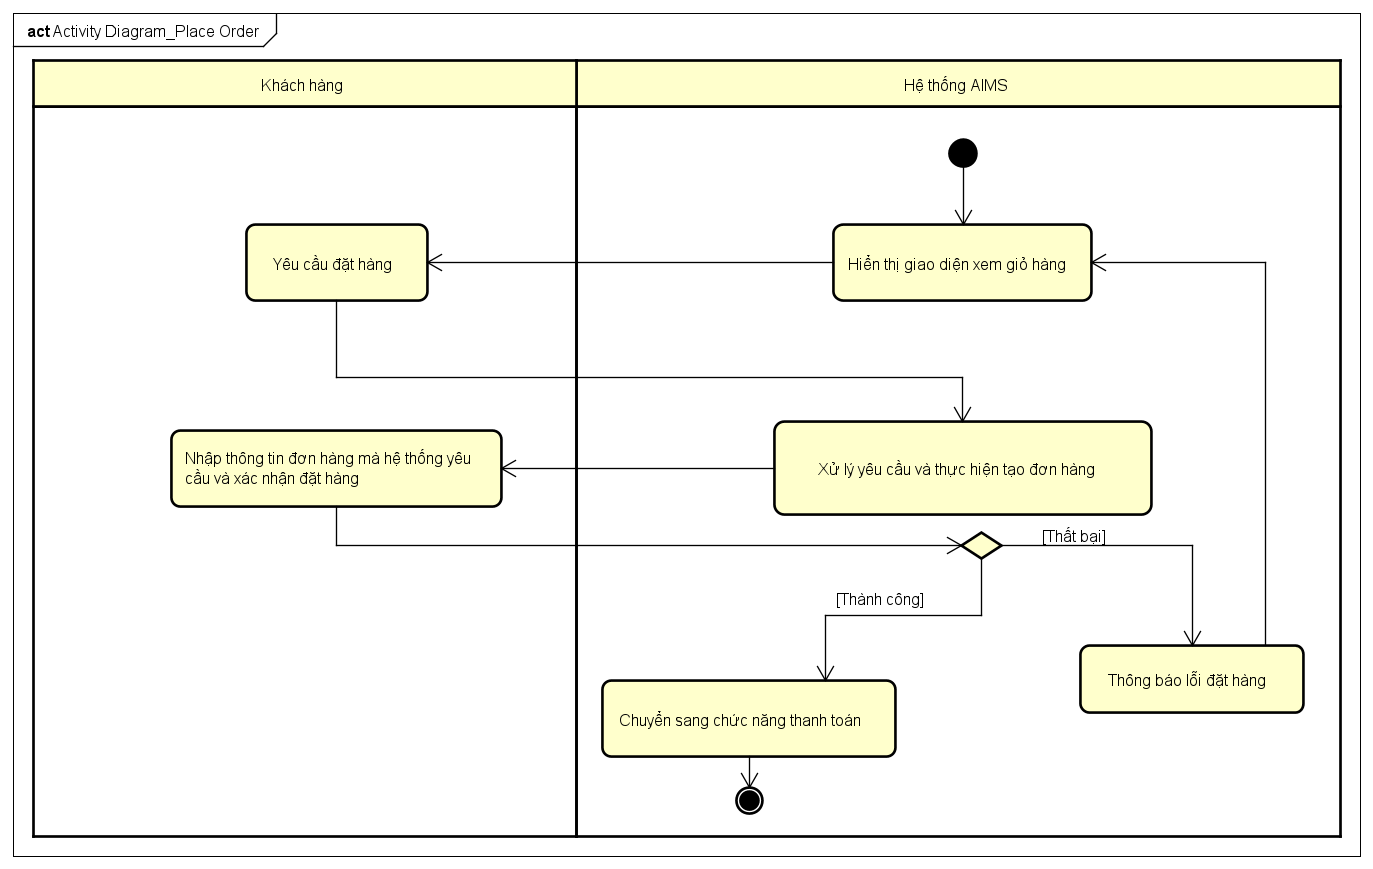 act Activity Diagram_Place Order
Khách hàng
Hệ thống AIMS
Yêu cầu đặt hàng
Hiển thị giao diện xem giỏ hàng
Nhập thông tin đơn hàng mà hệ thống yêu
cầu và xác nhận đặt hàng
Xử lý yêu cầu và thực hiện tạo đơn hàng
[Thất bại]
[Thành công]
Thông báo lỗi đặt hàng
Chuyển sang chức năng thanh toán